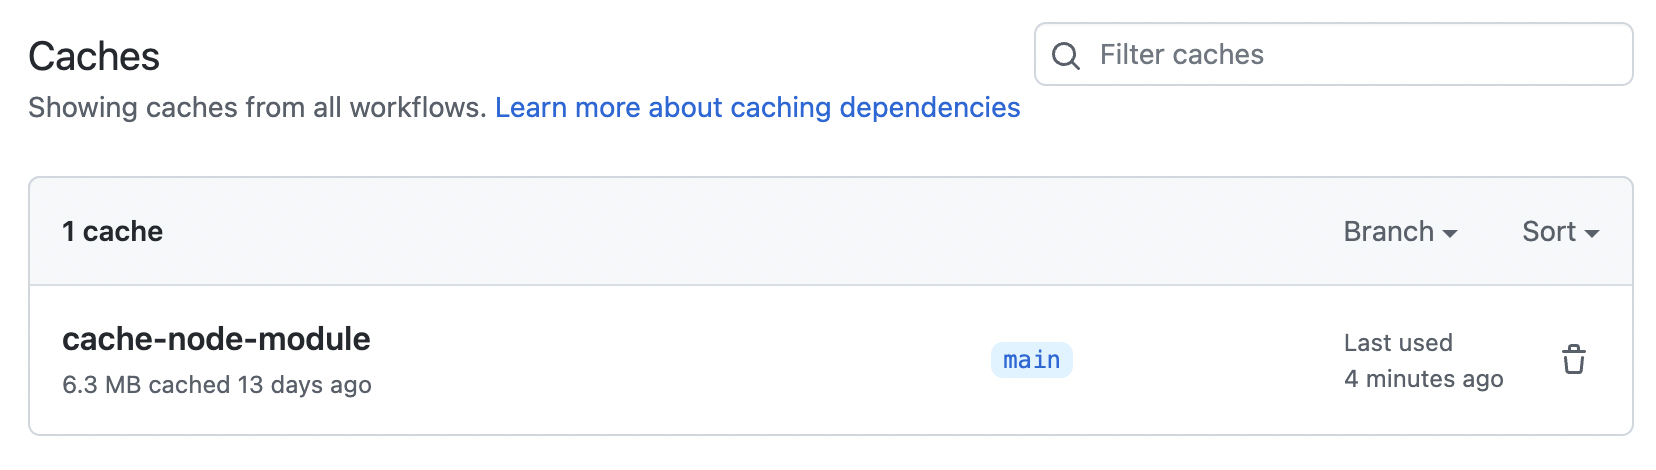 Caches
Filter caches
Showing caches from all workflows. Learn more about caching dependencies
1 cache
Branch
Sort
cache-node-module
6.3 MB cached 13 days ago
main
Last used
4 minutes ago